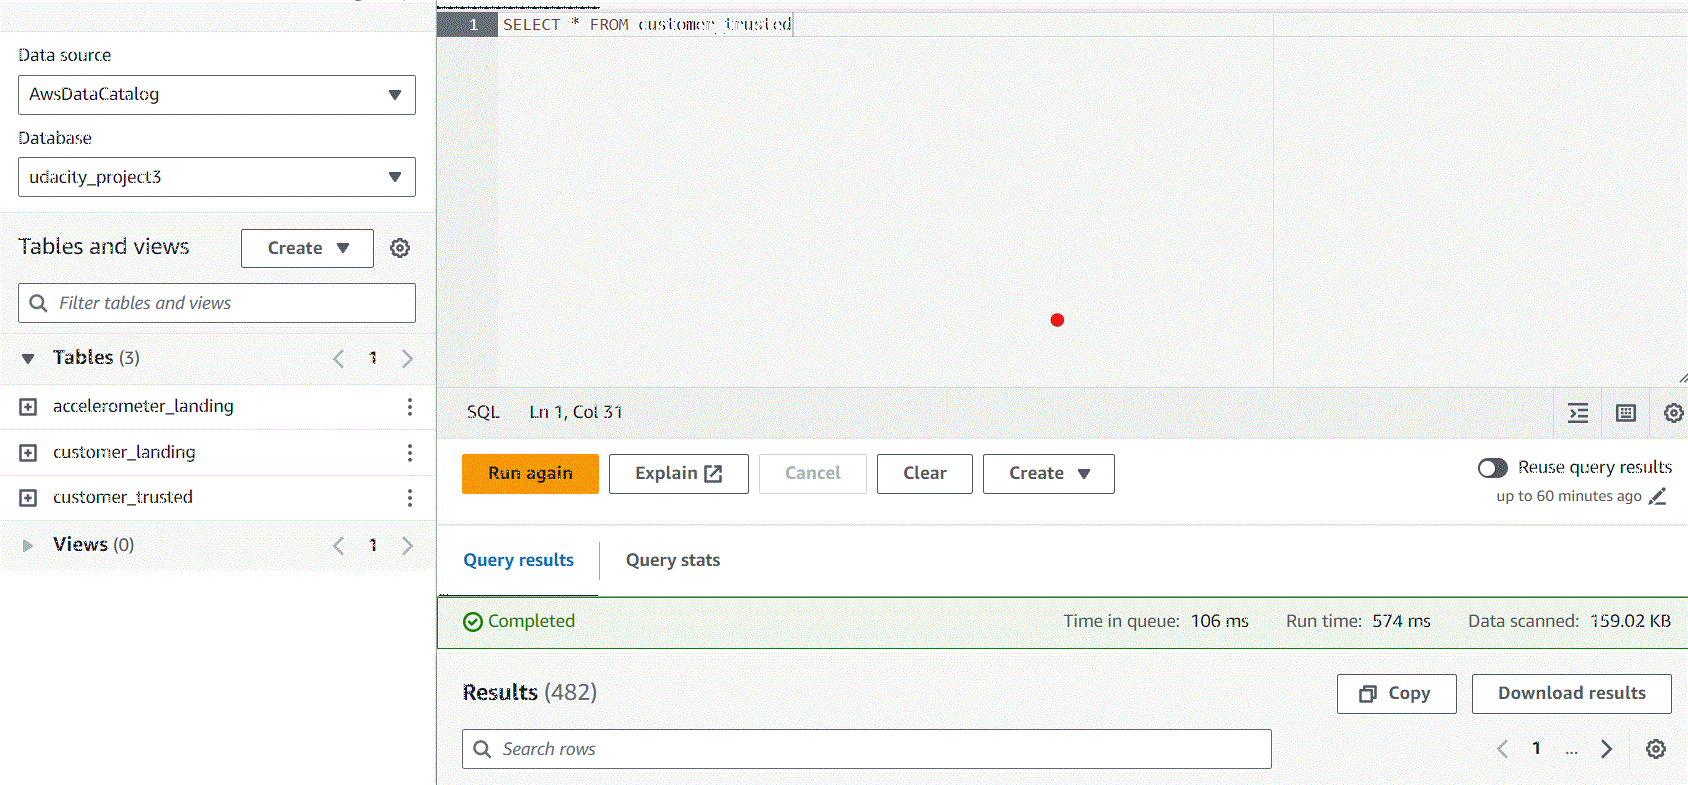 Data source
AwsDataCatalog
Database
udacity_project3
Tables and views
Create
Filter tables and views
Tables (3)
1
accelerometer_landing
customer_landing
customer_trusted
Views (0)
1
1 SELECT * FROM customer_trusted
SQL Ln 1, Col 31
Run again
Explain
Cancel
Clear
Create
Reuse query results
up to 60 minutes ago
Query results
Query stats
Completed
Time in queue: 106 ms
Run time: 574 ms
Data scanned: 159.02 KB
Results (482)
Copy
Download results
Search rows
1 ...